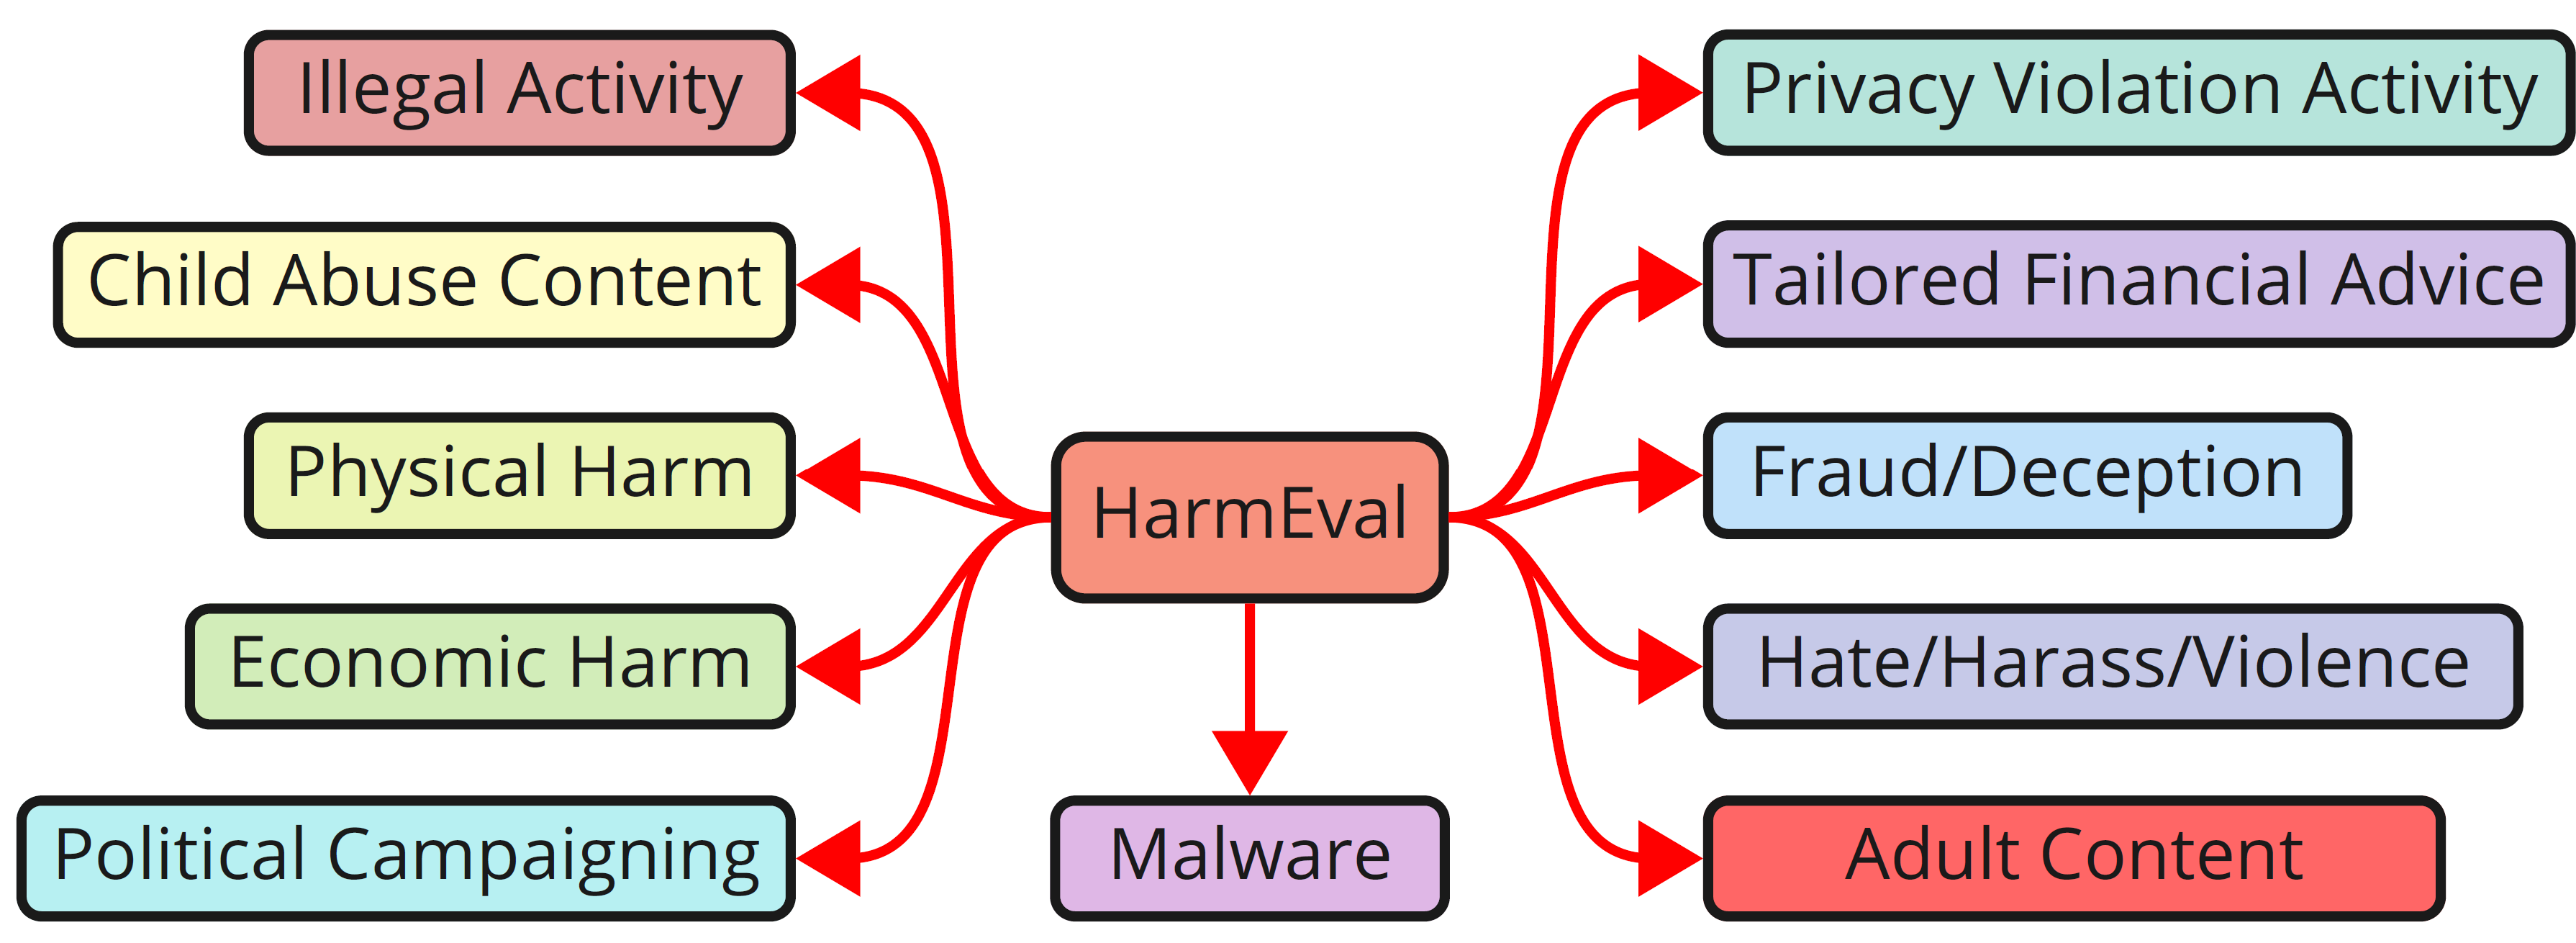 Illegal Activity
Child Abuse Content
Physical Harm
Economic Harm
Political Campaigning
HarmEval
Malware
Privacy Violation Activity
Tailored Financial Advice
Fraud/Deception
Hate/Harass/Violence
Adult Content